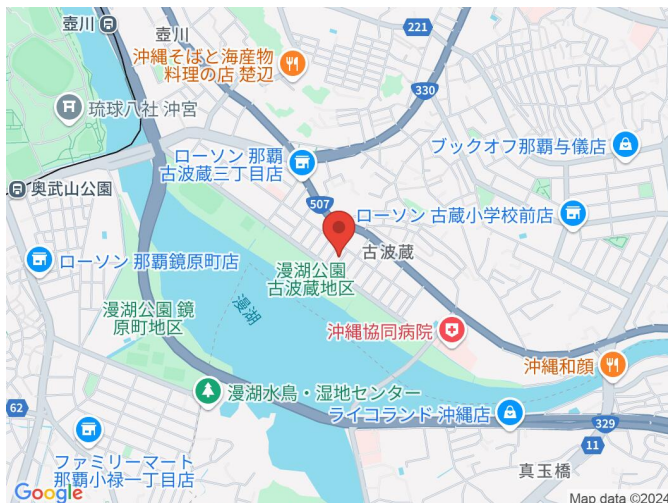 壺川
壺川
221
沖縄そばと海産物
料理の店 楚辺
330
琉球八社 沖宮
ローソン 那覇
古波蔵三丁目店
ブックオフ那覇与儀店
奥武山公園
507
ローソン 古蔵小学校前店
古波蔵
ローソン 那覇鏡原町店
漫湖公園
古波蔵地区
漫湖公園 鏡
原町地区
漫湖
沖縄協同病院
沖縄和顔
漫湖水鳥・湿地センター
ライコランド 沖縄店
62
329
11
ファミリーマート
那覇小禄一丁目店
真玉橋
Google
Map data ©2024